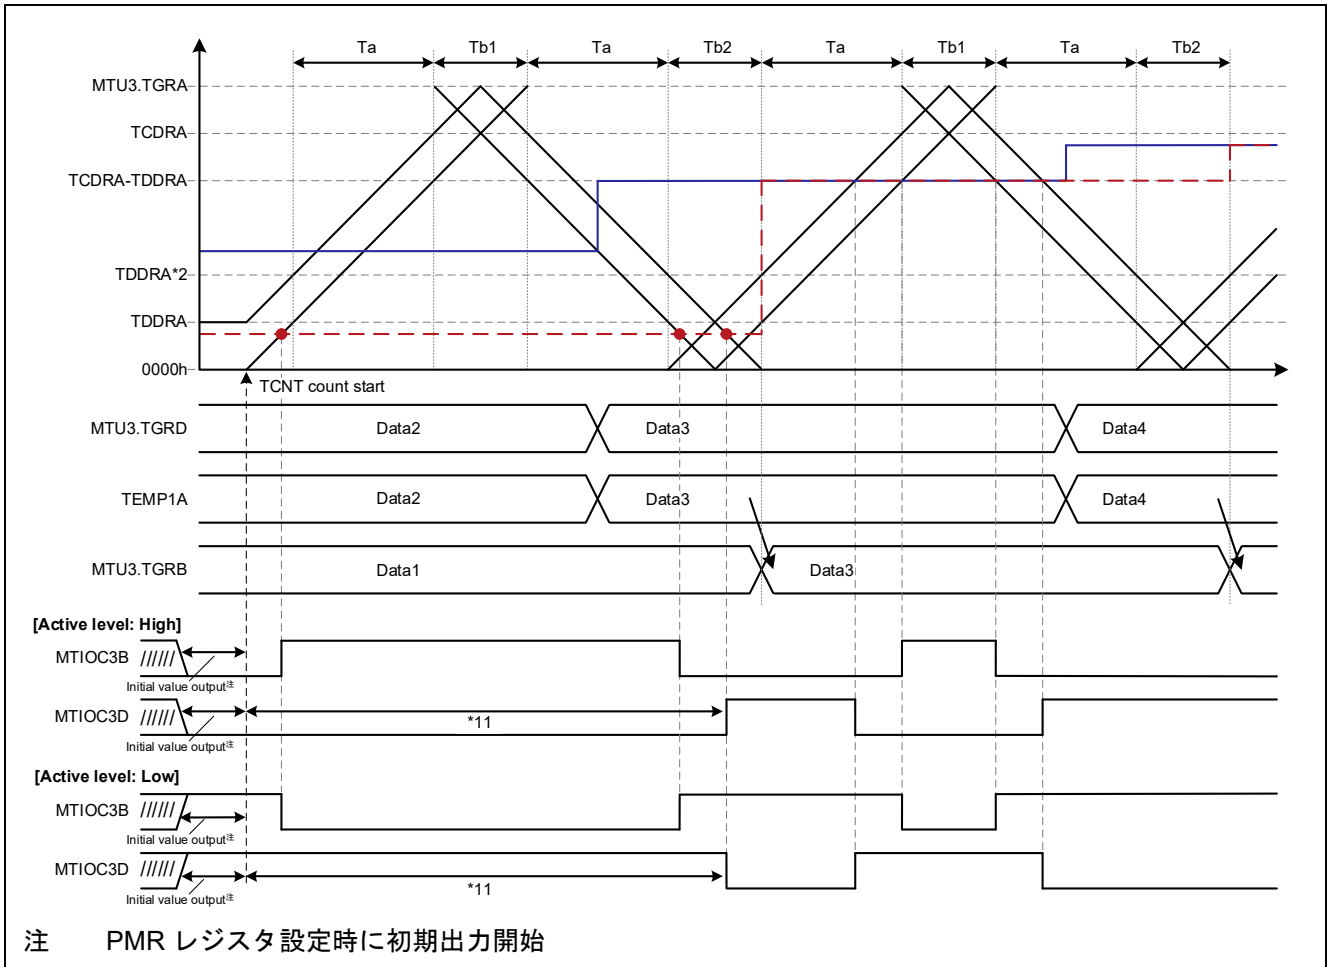 Ta Tb1 Ta Tb2 Ta Tb1 Ta Tb2
MTU3.TGRA
TCDRA
TCDRA-TDDRA
TDDRA*2
TDDRA
0000h
TCNT count start
MTU3.TGRD Data2 Data3 Data4
TEMP1A Data2 Data3 Data4
MTU3.TGRB Data1 Data3
[Active level: High]
MTIOC3B
Initial value output注
MTIOC3D
*11
Initial value output注
[Active level: Low]
MTIOC3B
Initial value output注
MTIOC3D
*11
Initial value output注
注 PMR レジスタ設定時に初期出力開始